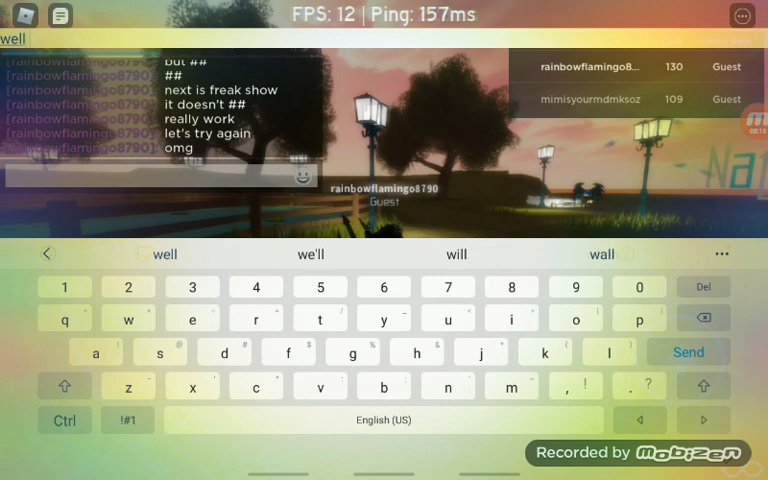 FPS: 12 | Ping: 157ms
well
[rainbowflamingo8790]: but ##
[rainbowflamingo8790]: ##
[rainbowflamingo8790]: next is freak show
[rainbowflamingo8790]: it doesn't ##
[rainbowflamingo8790]: really work
[rainbowflamingo8790]: let's try again
[rainbowflamingo8790]: omg
rainbowflamingo8... 130 Guest
mimisyourmdmksoz 109 Guest
00:16
rainbowflamingo8790
Guest
well we'll will wall
1 2 3 4 5 6 7 8 9 0 Del
q w e r t y u i o p
a s d f g h j k l Send
z x c v b n m , ! . ?
Ctrl !#1 English (US)
Recorded by mobizen